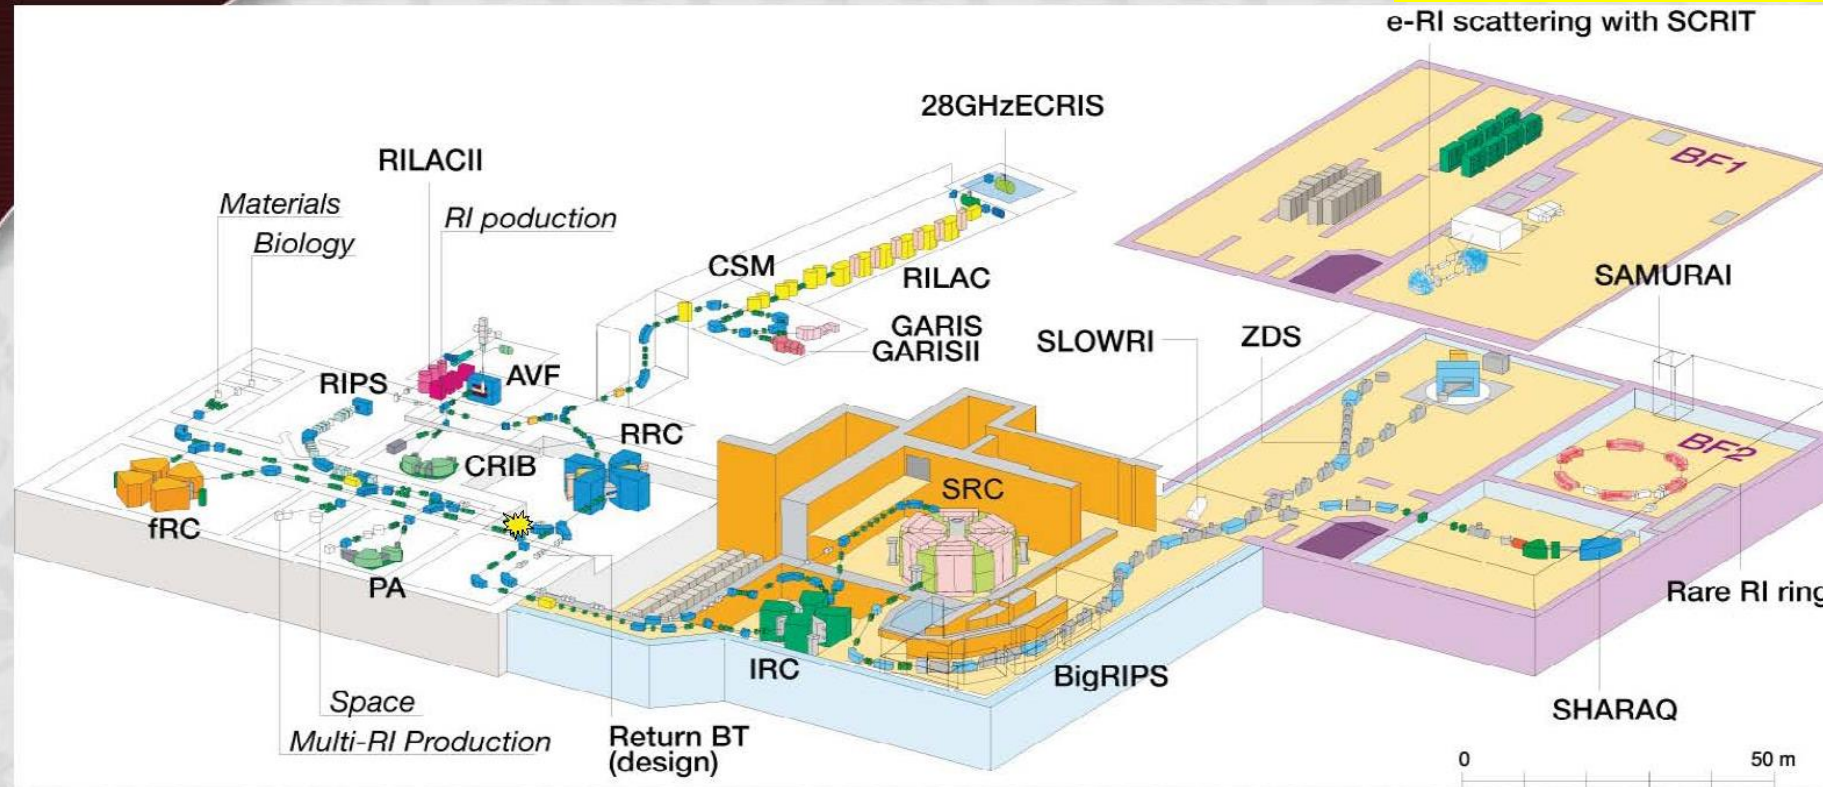 e-RI scattering with SCRIT
28GHzECRIS
RILACII
Materials
RI poduction
Biology
BF1
CSM
RILAC
SAMURAI
GARIS
GARISII
SLOWRI
ZDS
RIPS
AVF
RRC
CRIB
BF2
SRC
fRC
PA
Rare RI ring
IRC
BigRIPS
Space
SHARAQ
Multi-RI Production
Return BT
(design)
0
50 m